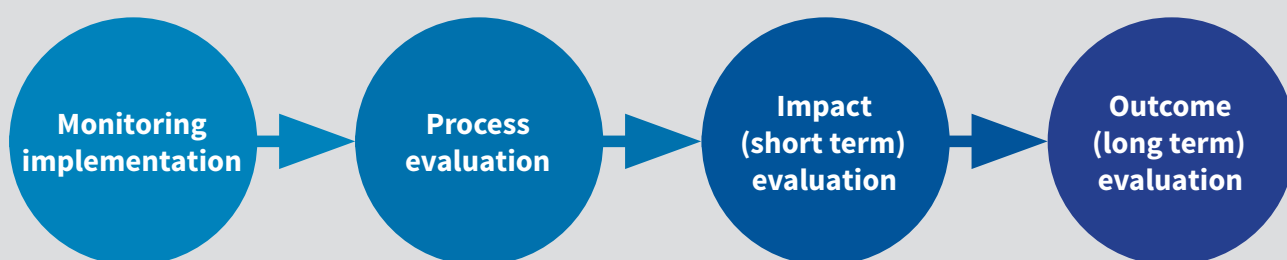 Monitoring
implementation
Process
evaluation
Impact
(short term)
evaluation
Outcome
(long term)
evaluation